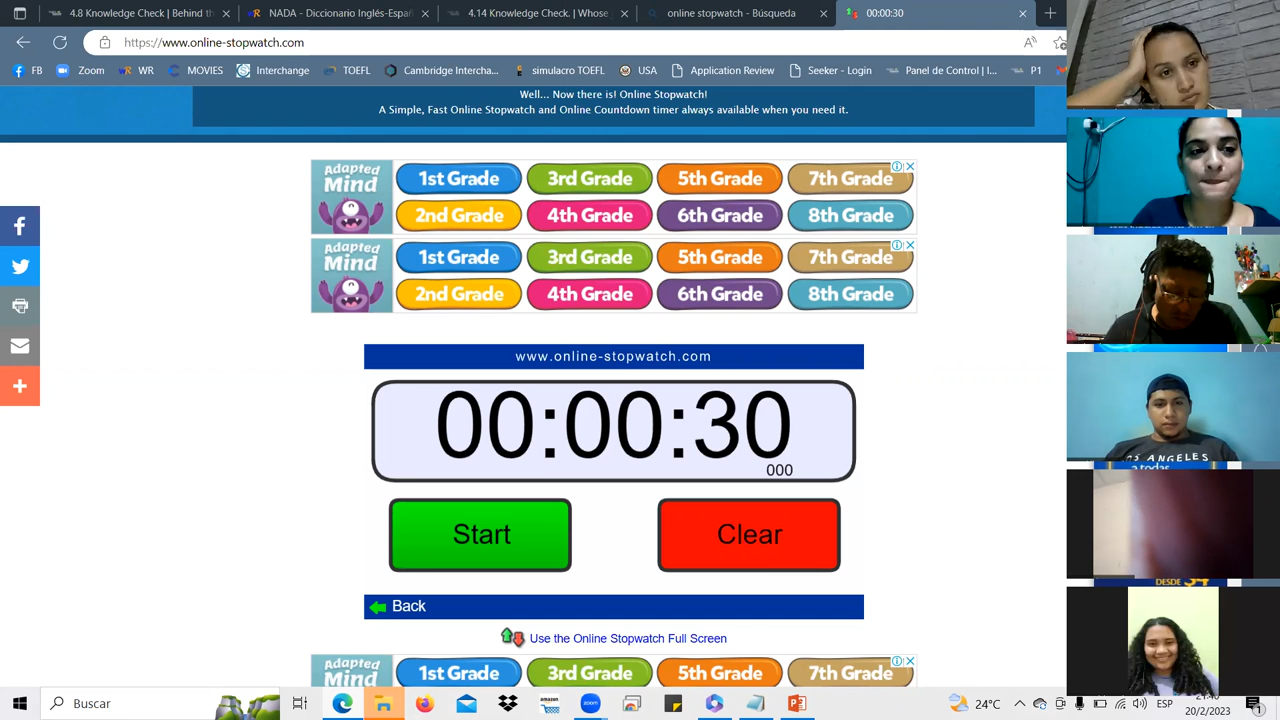 4.8 Knowledge Check | Behind th
NADA - Diccionario Inglés-Españ
4.14 Knowledge Check. | Whose
online stopwatch - Búsqueda
00:00:30
https://www.online-stopwatch.com
FB
Zoom
WR
MOVIES
Interchange
TOEFL
Cambridge Intercha...
simulacro TOEFL
USA
Application Review
Seeker - Login
Panel de Control | I...
P1
Well... Now there is! Online Stopwatch!
A Simple, Fast Online Stopwatch and Online Countdown timer always available when you need it.
Adapted Mind
1st Grade 3rd Grade 5th Grade 7th Grade
2nd Grade 4th Grade 6th Grade 8th Grade
Adapted Mind
1st Grade 3rd Grade 5th Grade 7th Grade
2nd Grade 4th Grade 6th Grade 8th Grade
www.online-stopwatch.com
00:00:30
000
Start
Clear
Back
Use the Online Stopwatch Full Screen
Adapted
Mind
1st Grade 3rd Grade 5th Grade 7th Grade
ANGELES
a todas
DESDE $4
Buscar
24°C
ESP
20/2/2023
1